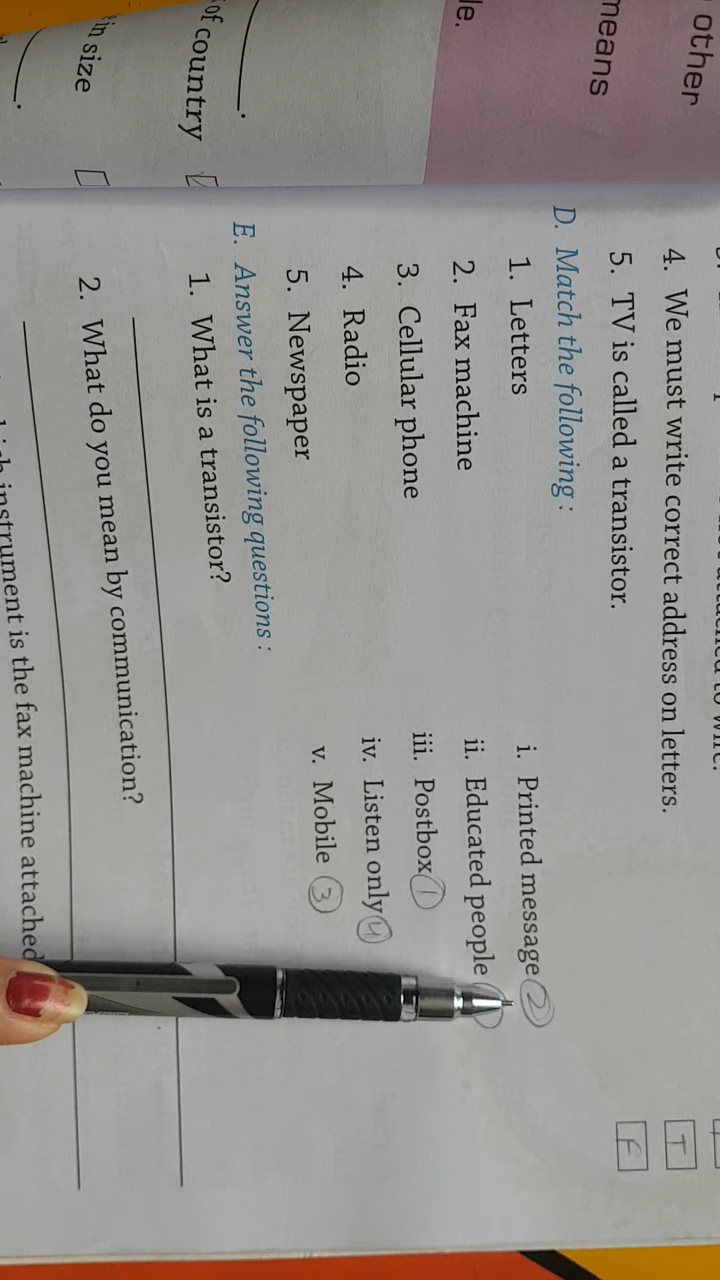 other
means
le.
of country
in size
4. We must write correct address on letters. T
5. TV is called a transistor. F
D. Match the following :
1. Letters i. Printed message 2
2. Fax machine ii. Educated people
3. Cellular phone iii. Postbox 1
4. Radio iv. Listen only 4
5. Newspaper v. Mobile 3
E. Answer the following questions :
1. What is a transistor?
2. What do you mean by communication?
instrument is the fax machine attached